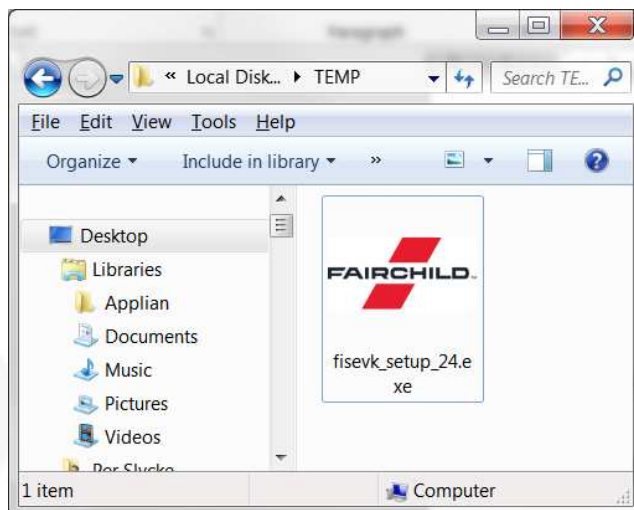 « Local Disk... ▸ TEMP
Search TE...
File Edit View Tools Help
Organize Include in library »
Desktop
Libraries
Applian
Documents
Music
Pictures
Videos
FAIRCHILD
fisevk_setup_24.e
xe
1 item
Computer